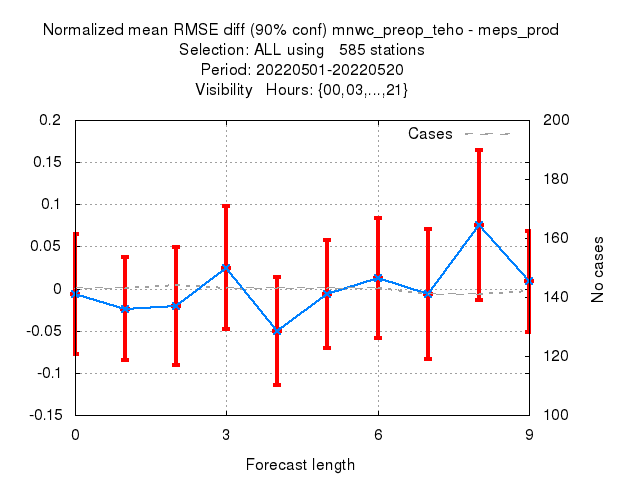 Normalized mean RMSE diff (90% conf) mnwc_preop_teho - meps_prod
Selection: ALL using   585 stations
Period: 20220501-20220520
Visibility   Hours: {00,03,...,21}
Cases
0.2
0.15
0.1
0.05
0
-0.05
-0.1
-0.15
200
180
160
140
120
100
No cases
0 3 6 9
Forecast length